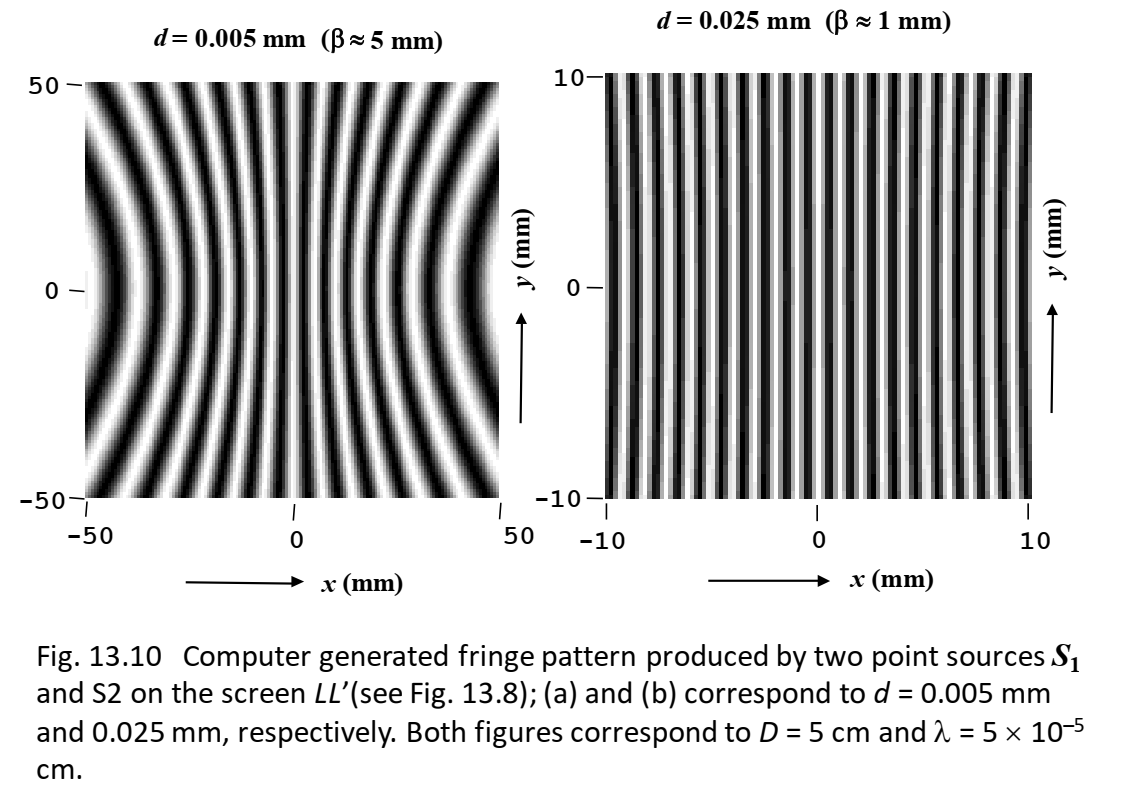 d = 0.005 mm (β ≈ 5 mm)
d = 0.025 mm (β ≈ 1 mm)
50
0
−50
−50
0
50
x (mm)
y (mm)
10
0
−10
−10
0
10
x (mm)
y (mm)
Fig. 13.10 Computer generated fringe pattern produced by two point sources S₁
and S2 on the screen LL′(see Fig. 13.8); (a) and (b) correspond to d = 0.005 mm
and 0.025 mm, respectively. Both figures correspond to D = 5 cm and λ = 5 × 10⁻⁵
cm.